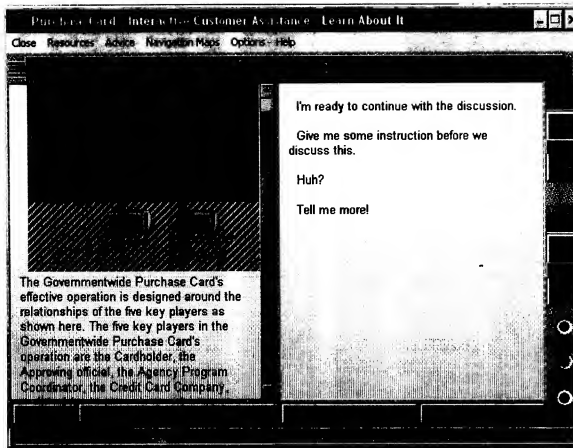 Purchase Card Interactive Customer Assistance Learn About It
Close Resources Advice Navigation Maps Options Help
I'm ready to continue with the discussion.
Give me some instruction before we
discuss this.
Huh?
Tell me more!
The Governmentwide Purchase Card's
effective operation is designed around the
relationships of the five key players as
shown here. The five key players in the
Governmentwide Purchase Card's
operation are the Cardholder, the
Approving official, the Agency Program
Coordinator, the Credit Card Company,